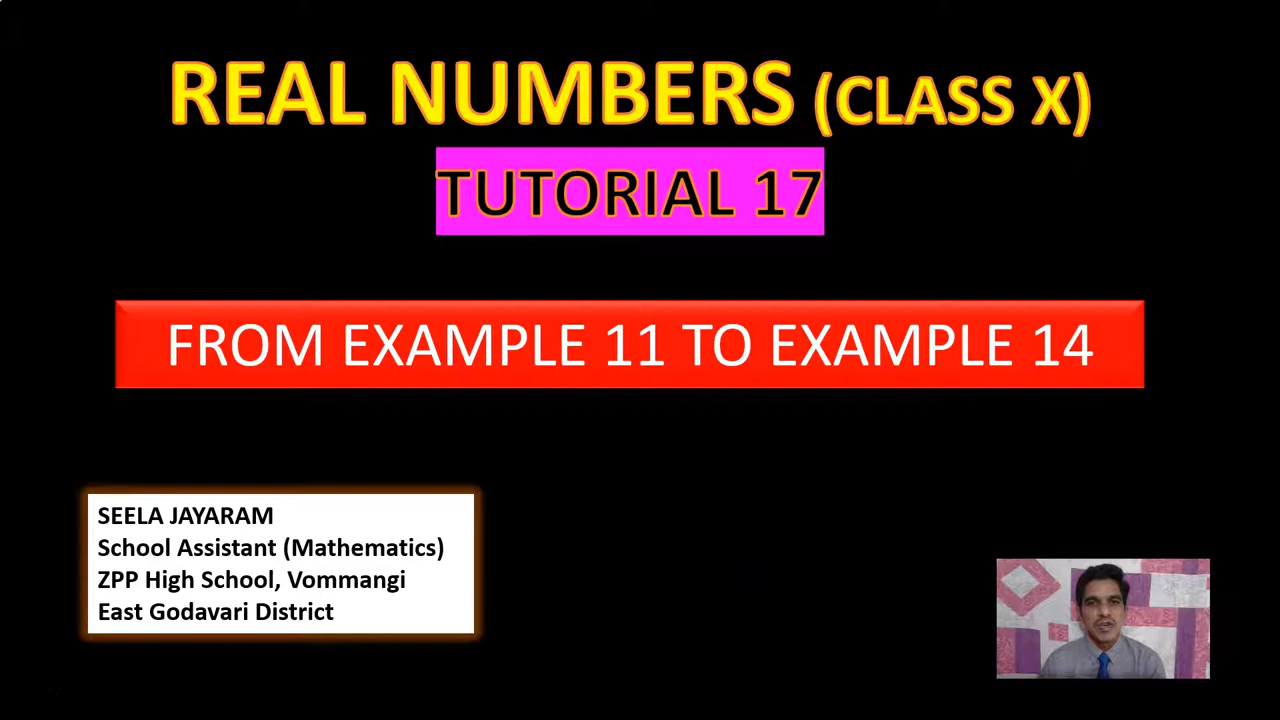 REAL NUMBERS (CLASS X)
TUTORIAL 17
FROM EXAMPLE 11 TO EXAMPLE 14
SEELA JAYARAM
School Assistant (Mathematics)
ZPP High School, Vommangi
East Godavari District